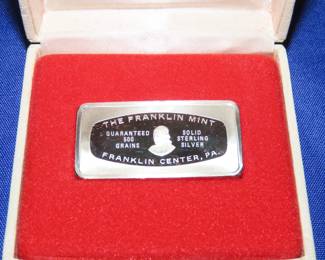 THE FRANKLIN MINT
GUARANTEED
500
GRAINS
SOLID
STERLING
SILVER
FRANKLIN CENTER, PA.